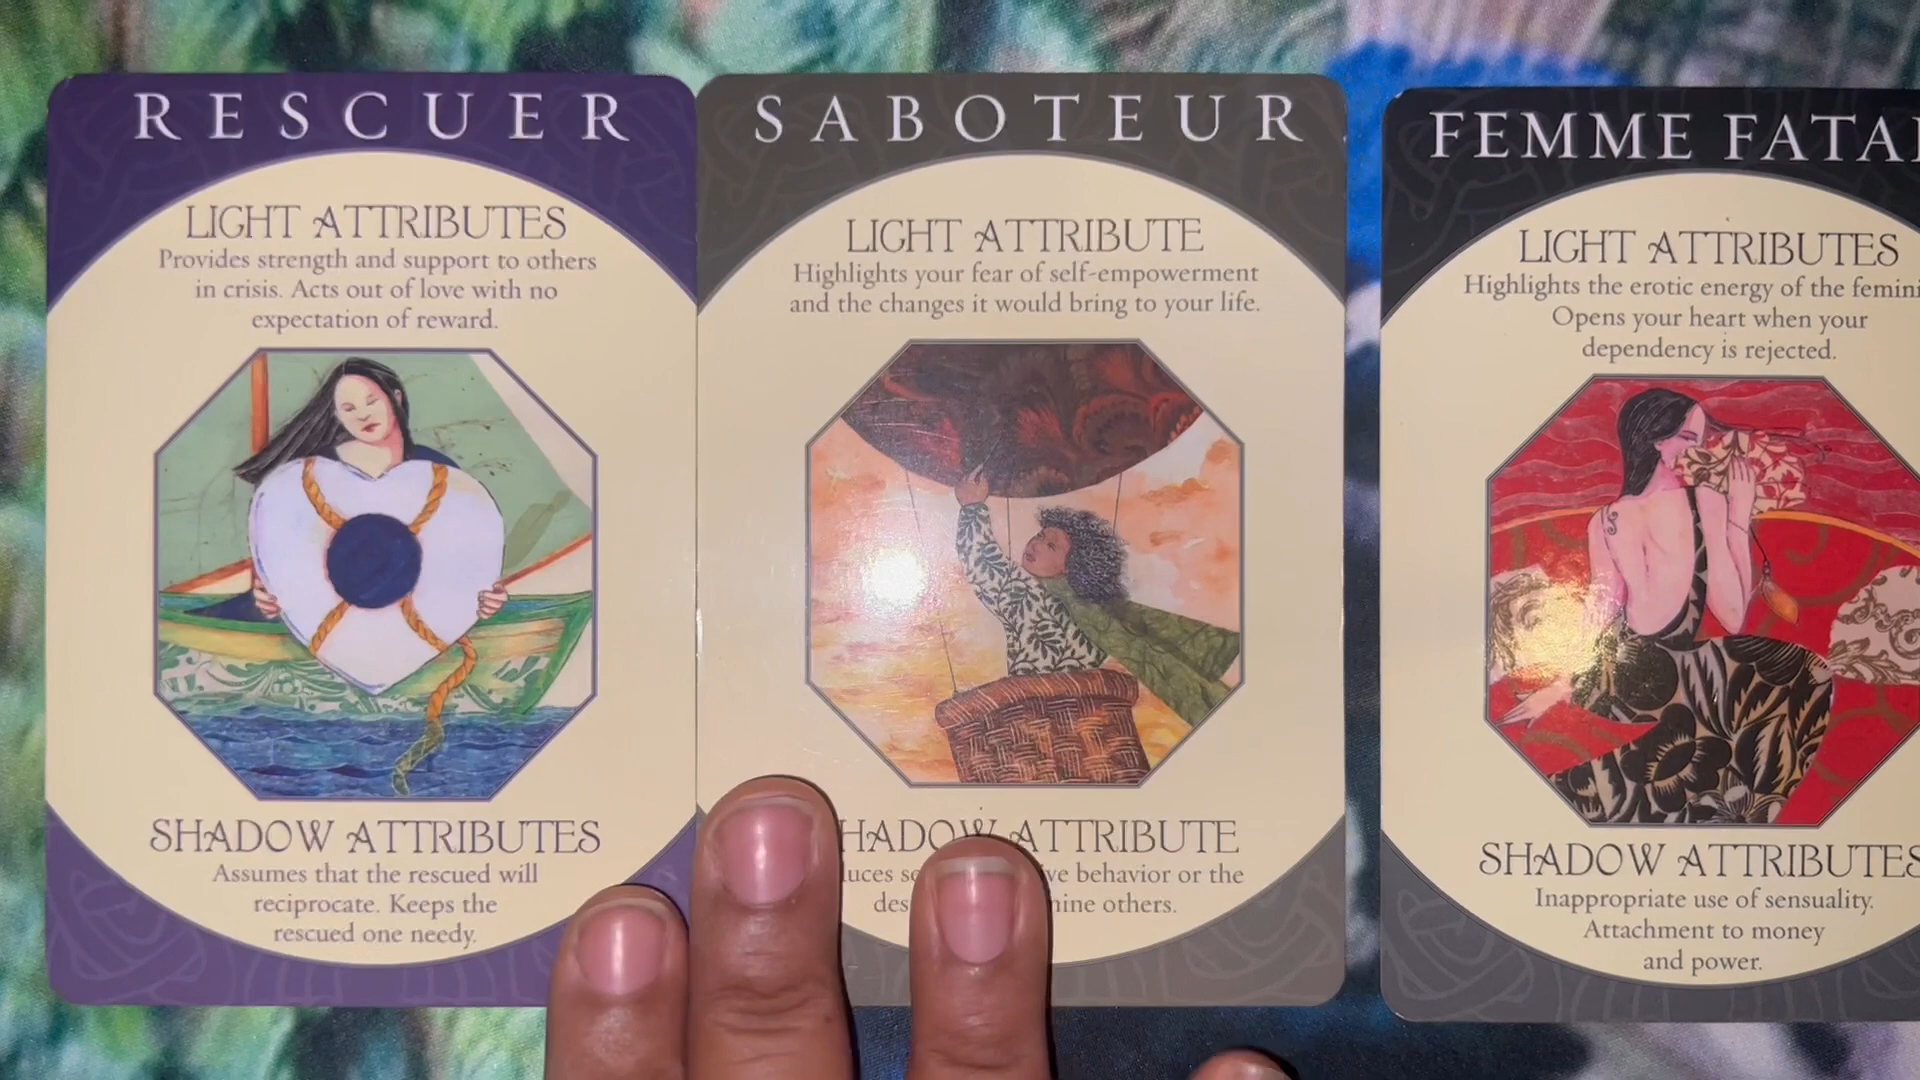 RESCUER
LIGHT ATTRIBUTES
Provides strength and support to others
in crisis. Acts out of love with no
expectation of reward.
SHADOW ATTRIBUTES
Assumes that the rescued will
reciprocate. Keeps the
rescued one needy.
SABOTEUR
LIGHT ATTRIBUTE
Highlights your fear of self-empowerment
and the changes it would bring to your life.
ATTRIBUTE
behavior or the
others.
FEMME
LIGHT ATTRIBUTES
Highlights the erotic energy of the
Opens your heart when your
dependency is rejected.
SHADOW ATTRIBUTES
Inappropriate use of sensuality.
Attachment to money
and power.